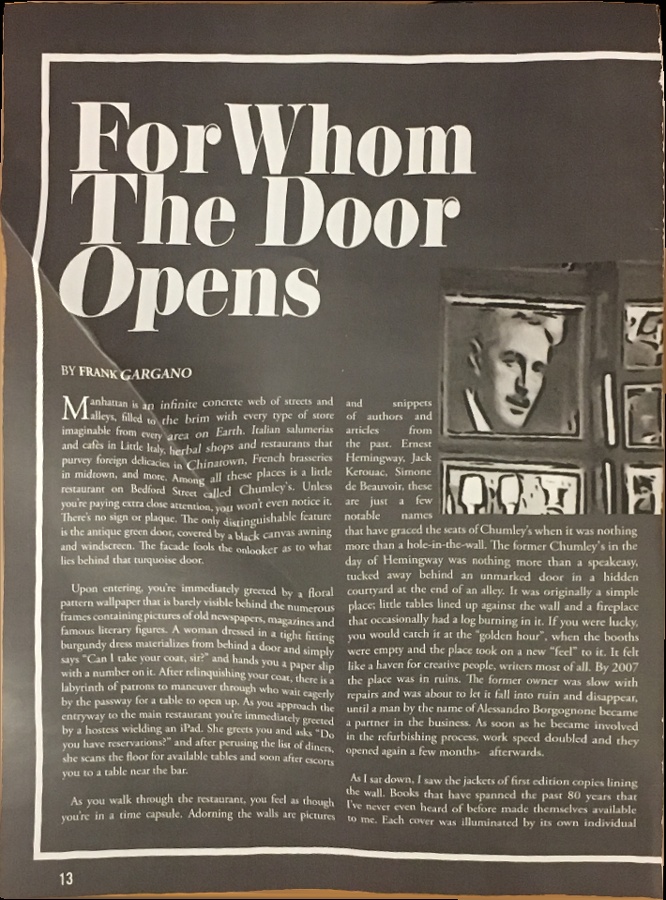 For Whom
The Door
Opens
BY FRANK GARGANO
Manhattan is an infinite concrete web of streets and
alleys, filled to the brim with every type of store
imaginable from every area on Earth. Italian salumerias
and cafès in Little Italy, herbal shops and restaurants that
purvey foreign delicacies in Chinatown, French brasseries
in midtown, and more. Among all these places is a little
restaurant on Bedford Street called Chumley's. Unless
you're paying extra close attention, you won't even notice it.
There's no sign or plaque. The only distinguishable feature
is the antique green door, covered by a black canvas awning
and windscreen. The facade fools the onlooker as to what
lies behind that turquoise door.
Upon entering, you're immediately greeted by a floral
pattern wallpaper that is barely visible behind the numerous
frames containing pictures of old newspapers, magazines and
famous literary figures. A woman dressed in a tight fitting
burgundy dress materializes from behind a door and simply
says "Can I take your coat, sir?" and hands you a paper slip
with a number on it. After relinquishing your coat, there is a
labyrinth of patrons to maneuver through who wait eagerly
by the passway for a table to open up. As you approach the
entryway to the main restaurant you're immediately greeted
by a hostess wielding an iPad. She greets you and asks "Do
you have reservations?" and after perusing the list of diners,
she scans the floor for available tables and soon after escorts
you to a table near the bar.
As you walk through the restaurant, you feel as though
you're in a time capsule. Adorning the walls are pictures
and snippets
of authors and
articles from
the past. Ernest
Hemingway, Jack
Kerouac, Simone
de Beauvoir, these
are just a few
notable names
that have graced the seats of Chumley's when it was nothing
more than a hole-in-the-wall. The former Chumley's in the
day of Hemingway was nothing more than a speakeasy,
tucked away behind an unmarked door in a hidden
courtyard at the end of an alley. It was originally a simple
place; little tables lined up against the wall and a fireplace
that occasionally had a log burning in it. If you were lucky,
you would catch it at the "golden hour", when the booths
were empty and the place took on a new "feel" to it. It felt
like a haven for creative people, writers most of all. By 2007
the place was in ruins. The former owner was slow with
repairs and was about to let it fall into ruin and disappear,
until a man by the name of Alessandro Borgognone became
a partner in the business. As soon as he became involved
in the refurbishing process, work speed doubled and they
opened again a few months- afterwards.
As I sat down, I saw the jackets of first edition copies lining
the wall. Books that have spanned the past 80 years that
I've never even heard of before made themselves available
to me. Each cover was illuminated by its own individual
13